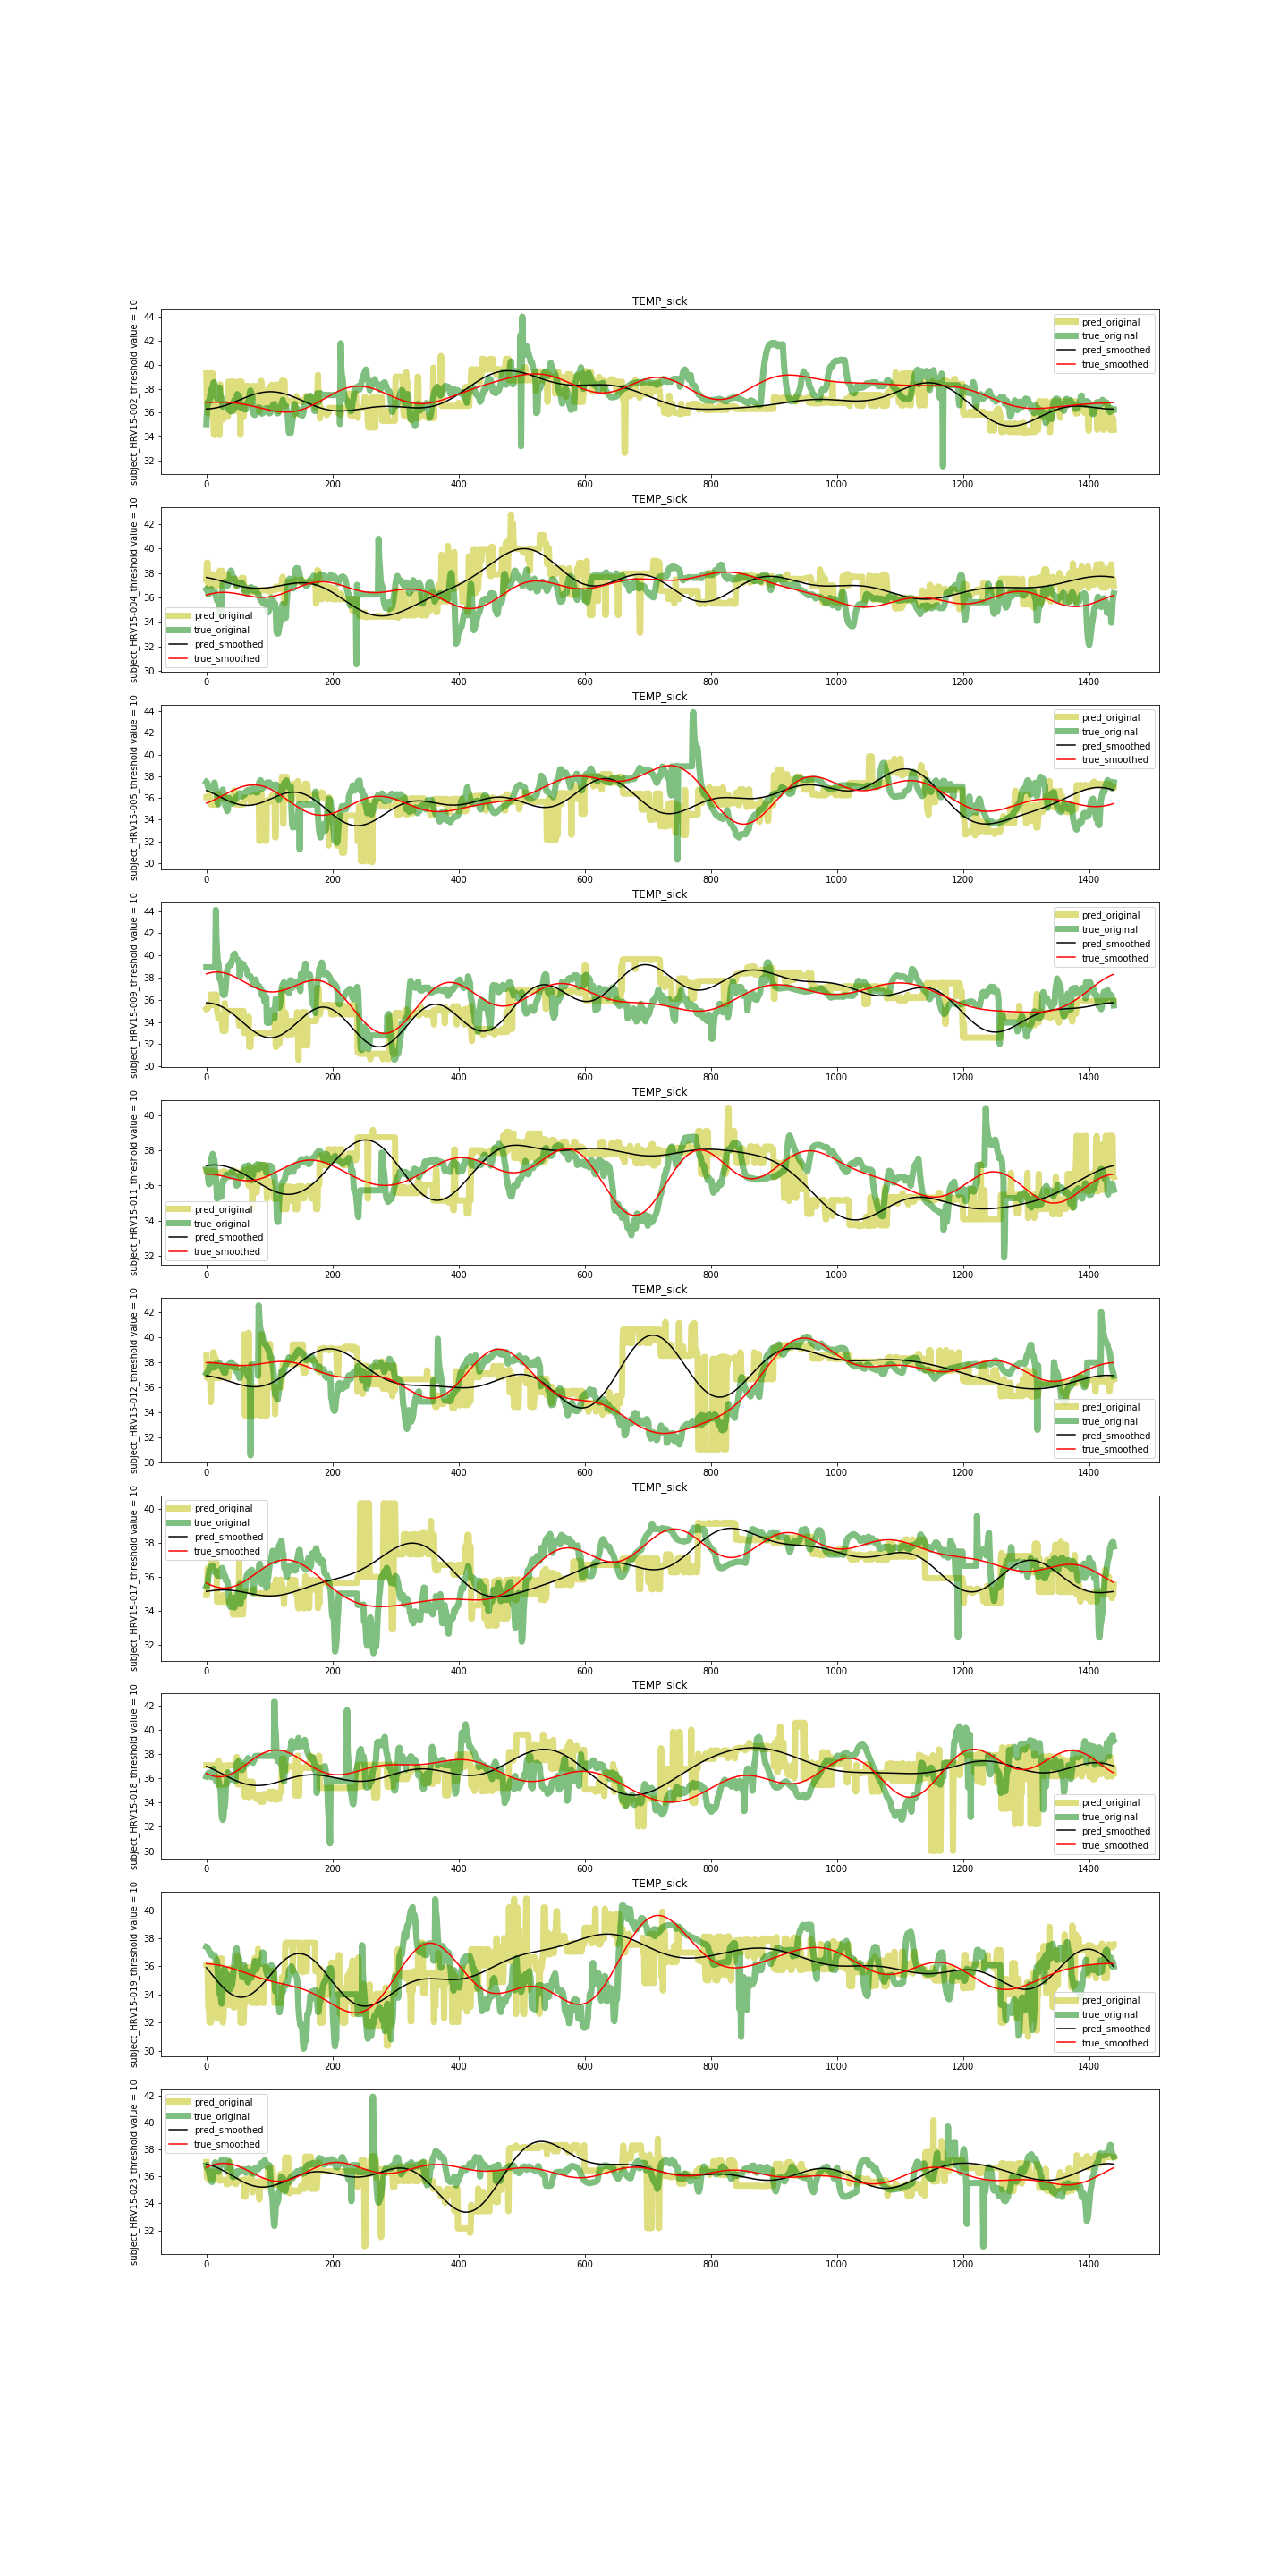 TEMP_sick
subject_HRV15-002_threshold value = 10
44
42
40
38
36
34
32
pred_original
true_original
pred_smoothed
true_smoothed
0 200 400 600 800 1000 1200 1400
TEMP_sick
subject_HRV15-004_threshold value = 10
42
40
38
36
34
32
30
pred_original
true_original
pred_smoothed
true_smoothed
0 200 400 600 800 1000 1200 1400
TEMP_sick
subject_HRV15-005_threshold value = 10
44
42
40
38
36
34
32
30
pred_original
true_original
pred_smoothed
true_smoothed
0 200 400 600 800 1000 1200 1400
TEMP_sick
subject_HRV15-009_threshold value = 10
44
42
40
38
36
34
32
30
pred_original
true_original
pred_smoothed
true_smoothed
0 200 400 600 800 1000 1200 1400
TEMP_sick
subject_HRV15-011_threshold value = 10
40
38
36
34
32
pred_original
true_original
pred_smoothed
true_smoothed
0 200 400 600 800 1000 1200 1400
TEMP_sick
subject_HRV15-012_threshold value = 10
42
40
38
36
34
32
30
pred_original
true_original
pred_smoothed
true_smoothed
0 200 400 600 800 1000 1200 1400
TEMP_sick
subject_HRV15-017_threshold value = 10
40
38
36
34
32
pred_original
true_original
pred_smoothed
true_smoothed
0 200 400 600 800 1000 1200 1400
TEMP_sick
subject_HRV15-018_threshold value = 10
42
40
38
36
34
32
30
pred_original
true_original
pred_smoothed
true_smoothed
0 200 400 600 800 1000 1200 1400
TEMP_sick
subject_HRV15-019_threshold value = 10
40
38
36
34
32
30
pred_original
true_original
pred_smoothed
true_smoothed
0 200 400 600 800 1000 1200 1400
subject_HRV15-023_threshold value = 10
42
40
38
36
34
32
pred_original
true_original
pred_smoothed
true_smoothed
0 200 400 600 800 1000 1200 1400